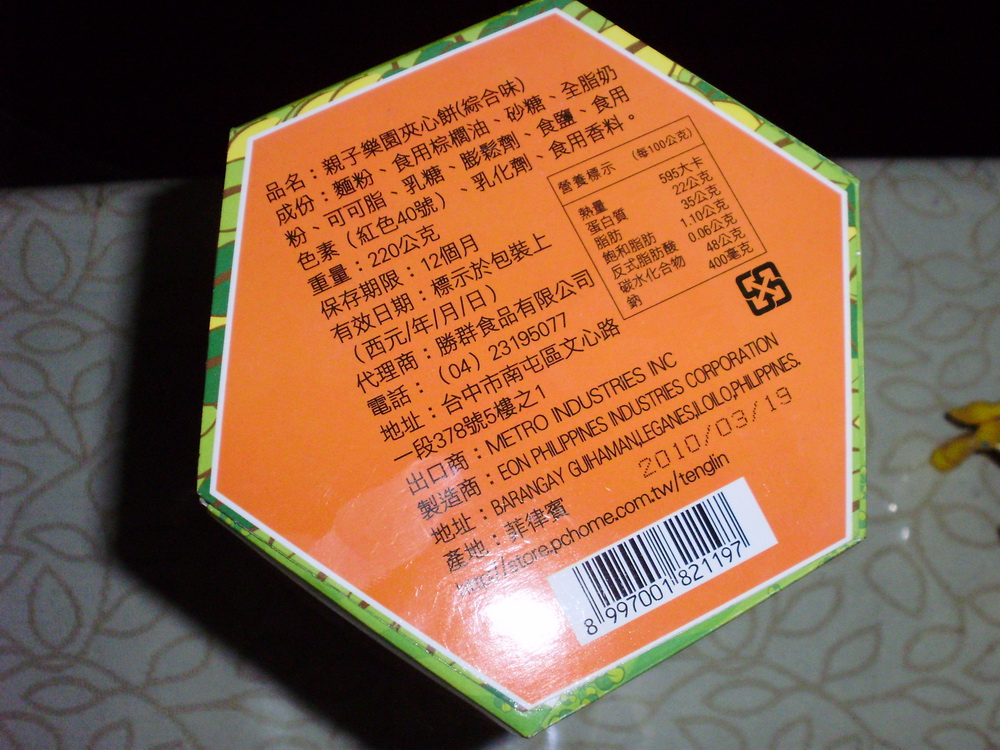 品名：親子樂園夾心餅(綜合味)
成份：麵粉、食用棕櫚油、砂糖、全脂奶
粉、可可脂、乳糖、膨鬆劑、食鹽、食用
色素（紅色40號）、乳化劑、食用香料。
重量：220公克
保存期限：12個月
有效日期：標示於包裝上
（西元/年/月/日）
代理商：勝群食品有限公司
電話：（04）23195077
地址：台中市南屯區文心路
一段378號5樓之1
出口商：METRO INDUSTRIES INC
製造商：EON PHILIPPINES INDUSTRIES CORPORATION
地址：BARANGAY GUIHAMAN,LEGANES,ILOILO,PHILIPPINES.
產地：菲律賓
2010/03/19
http://store.pchome.com.tw/tenglin
營養標示 (每100公克)
熱量 595大卡
蛋白質 22公克
脂肪 35公克
飽和脂肪 1.10公克
反式脂肪酸 0.06公克
碳水化合物 48公克
鈉 400毫克
8 997001 821197